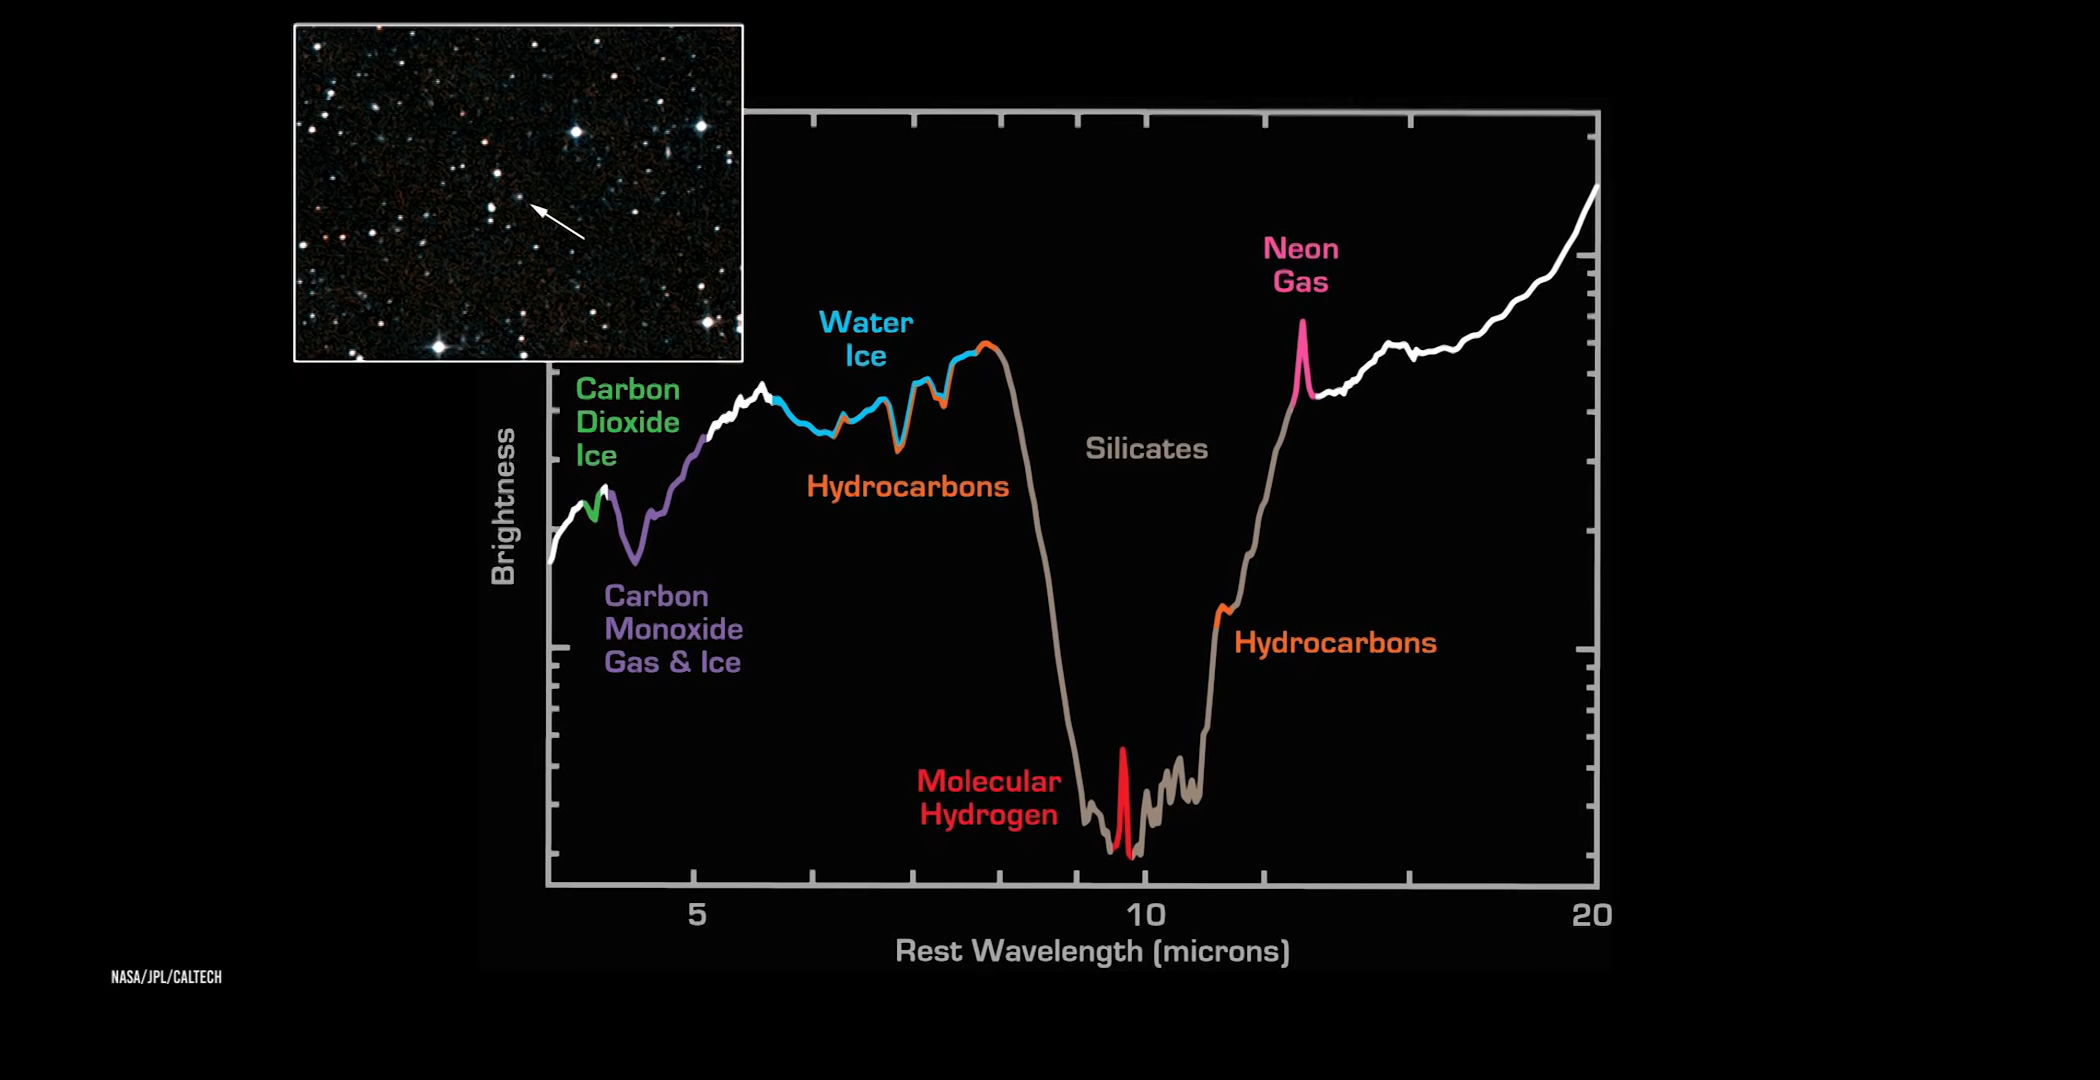 Carbon
Dioxide
Ice
Water
Ice
Neon
Gas
Silicates
Hydrocarbons
Carbon
Monoxide
Gas & Ice
Hydrocarbons
Molecular
Hydrogen
Brightness
5
10
20
Rest Wavelength (microns)
NASA/JPL/CALTECH